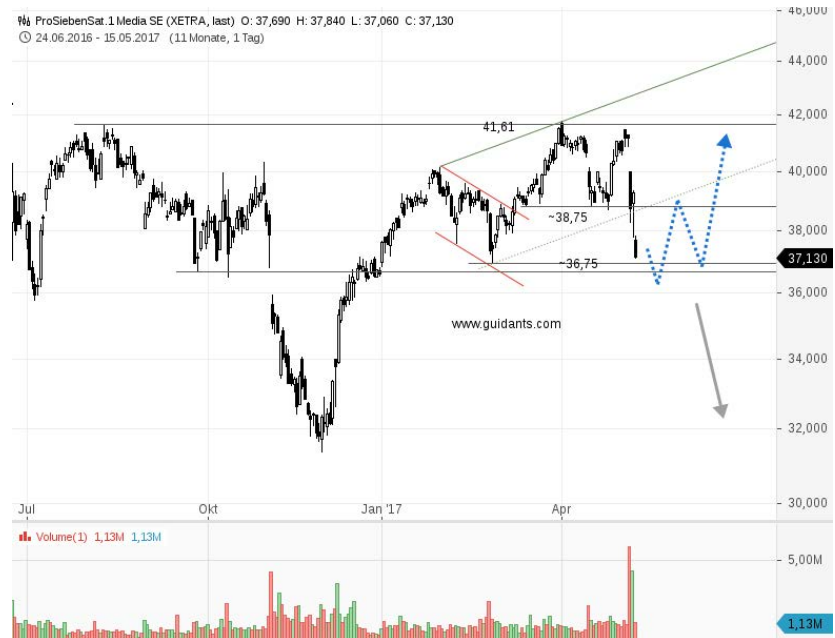 ProSiebenSat.1 Media SE (XETRA, last) O: 37,690 H: 37,840 L: 37,060 C: 37,130
24.06.2016 - 15.05.2017 (11 Monate, 1 Tag)
46,000
44,000
42,000
41,61
40,000
~38,75
38,000
37,130
~36,75
36,000
www.guidants.com
34,000
32,000
30,000
Jul
Okt
Jan '17
Apr
Volume(1) 1,13M 1,13M
5,00M
1,13M